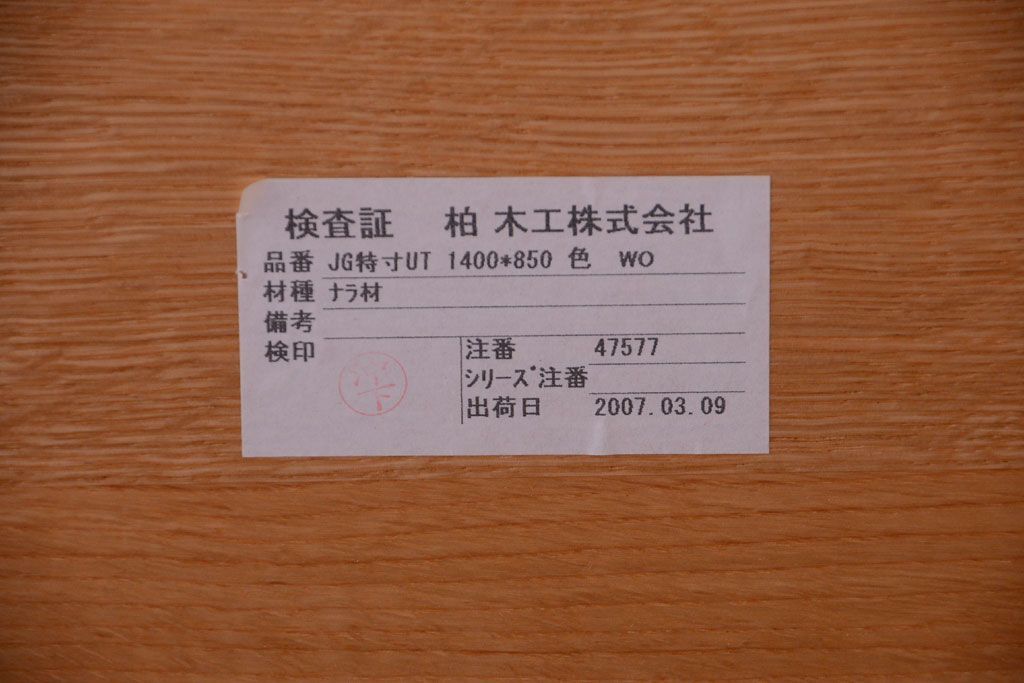 検査証 柏木工株式会社
品番 JG特寸UT 1400*850 色 WO
材種 ナラ材
備考
検印
注番 47577
シリーズ注番
出荷日 2007.03.09